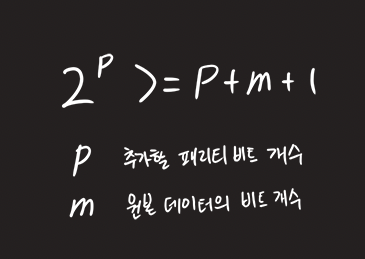 2^p >= p+m+1
p 추가할 패리티 비트 개수
m 원본 데이터의 비트 개수